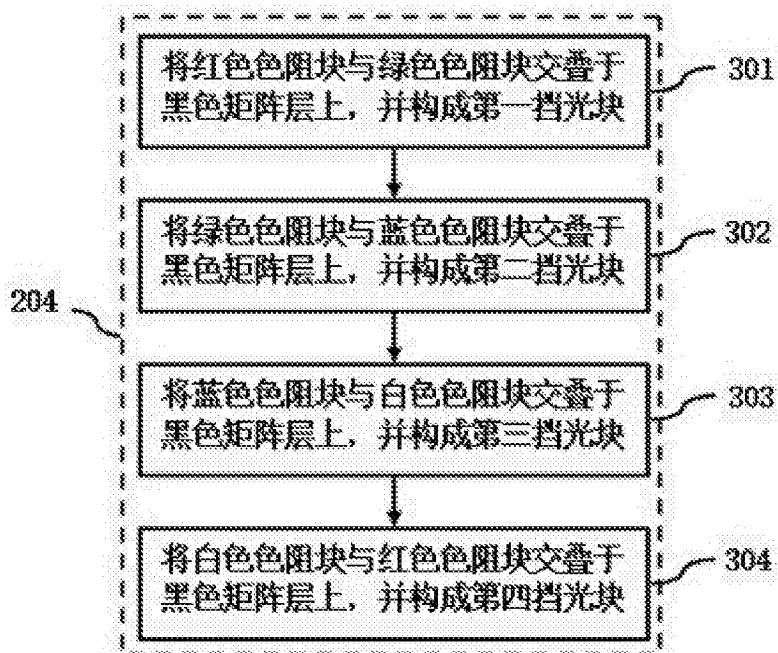 将红色色阻块与绿色色阻块交叠于
黑色矩阵层上，并构成第一挡光块
301
将绿色色阻块与蓝色色阻块交叠于
黑色矩阵层上，并构成第二挡光块
302
204
将蓝色色阻块与白色色阻块交叠于
黑色矩阵层上，并构成第三挡光块
303
将白色色阻块与红色色阻块交叠于
黑色矩阵层上，并构成第四挡光块
304